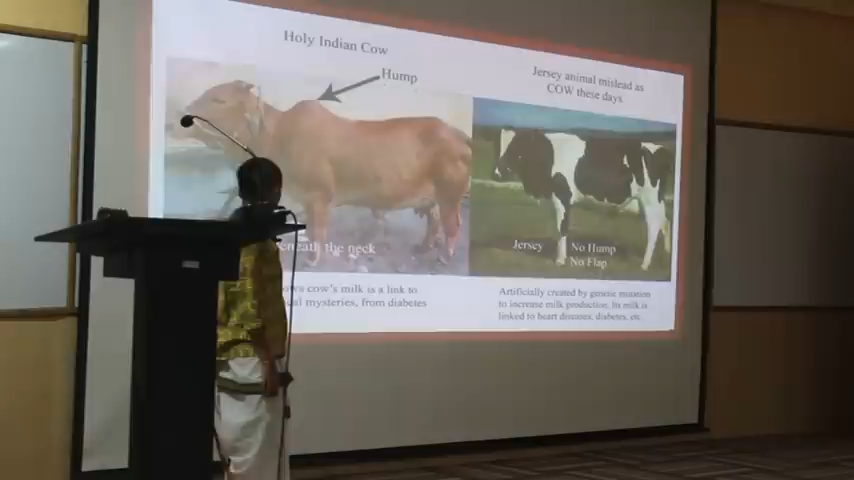 Holy Indian Cow
Hump
eneath the neck
ows cow's milk is a link to
cal mysteries, from diabetes
Jersey animal mislead as
COW these days
Jersey
No Hump
No Flap
Artificially created by genetic mutation
to increase milk production. Its milk is
linked to heart diseases, diabetes, etc.